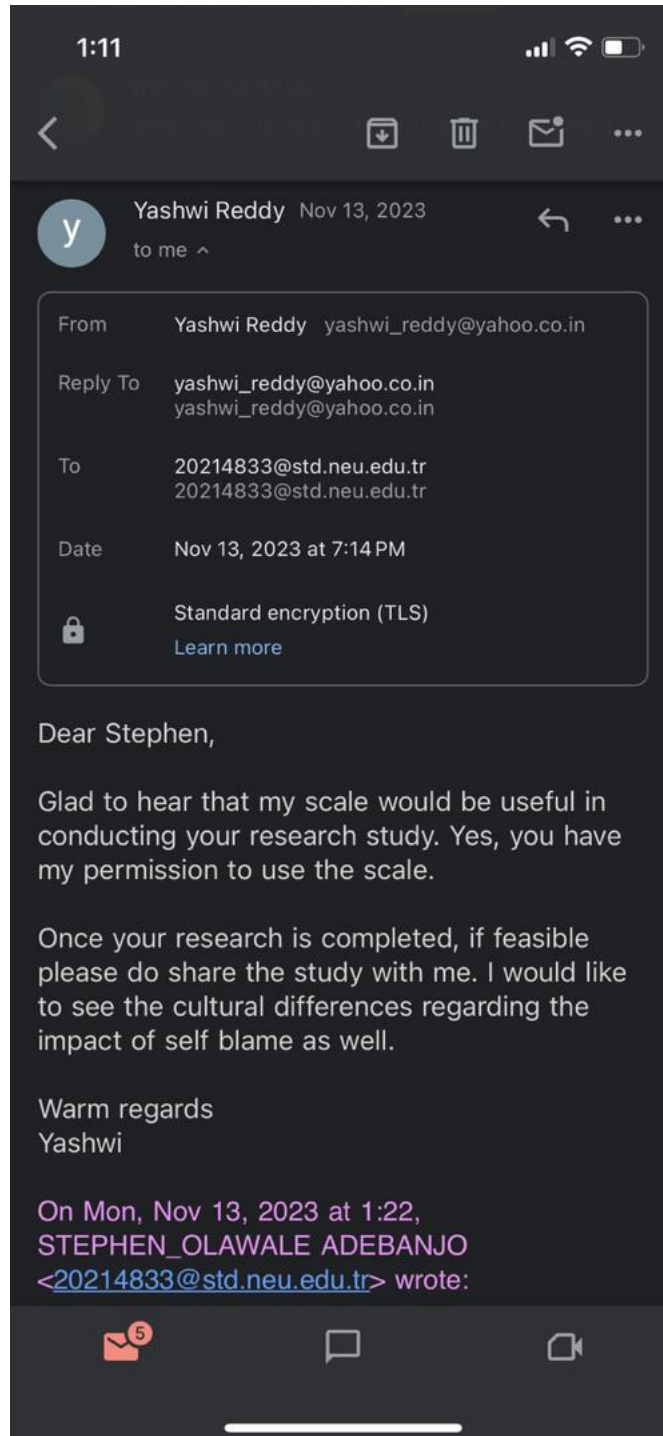 1:11
y
Yashwi Reddy Nov 13, 2023
to me
From Yashwi Reddy yashwi_reddy@yahoo.co.in
Reply To yashwi_reddy@yahoo.co.in
yashwi_reddy@yahoo.co.in
To 20214833@std.neu.edu.tr
20214833@std.neu.edu.tr
Date Nov 13, 2023 at 7:14 PM
Standard encryption (TLS)
Learn more
Dear Stephen,
Glad to hear that my scale would be useful in
conducting your research study. Yes, you have
my permission to use the scale.
Once your research is completed, if feasible
please do share the study with me. I would like
to see the cultural differences regarding the
impact of self blame as well.
Warm regards
Yashwi
On Mon, Nov 13, 2023 at 1:22,
STEPHEN_OLAWALE ADEBANJO
<20214833@std.neu.edu.tr> wrote:
5